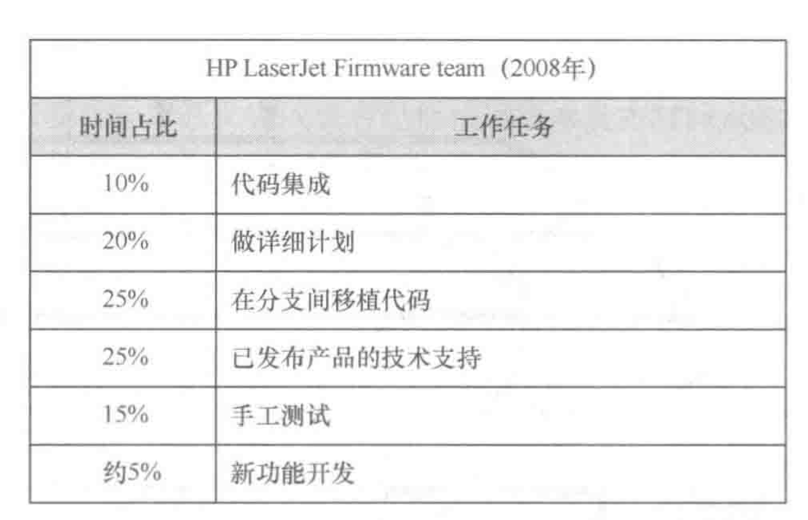 HP LaserJet Firmware team（2008年）
时间占比 工作任务
10% 代码集成
20% 做详细计划
25% 在分支间移植代码
25% 已发布产品的技术支持
15% 手工测试
约5% 新功能开发